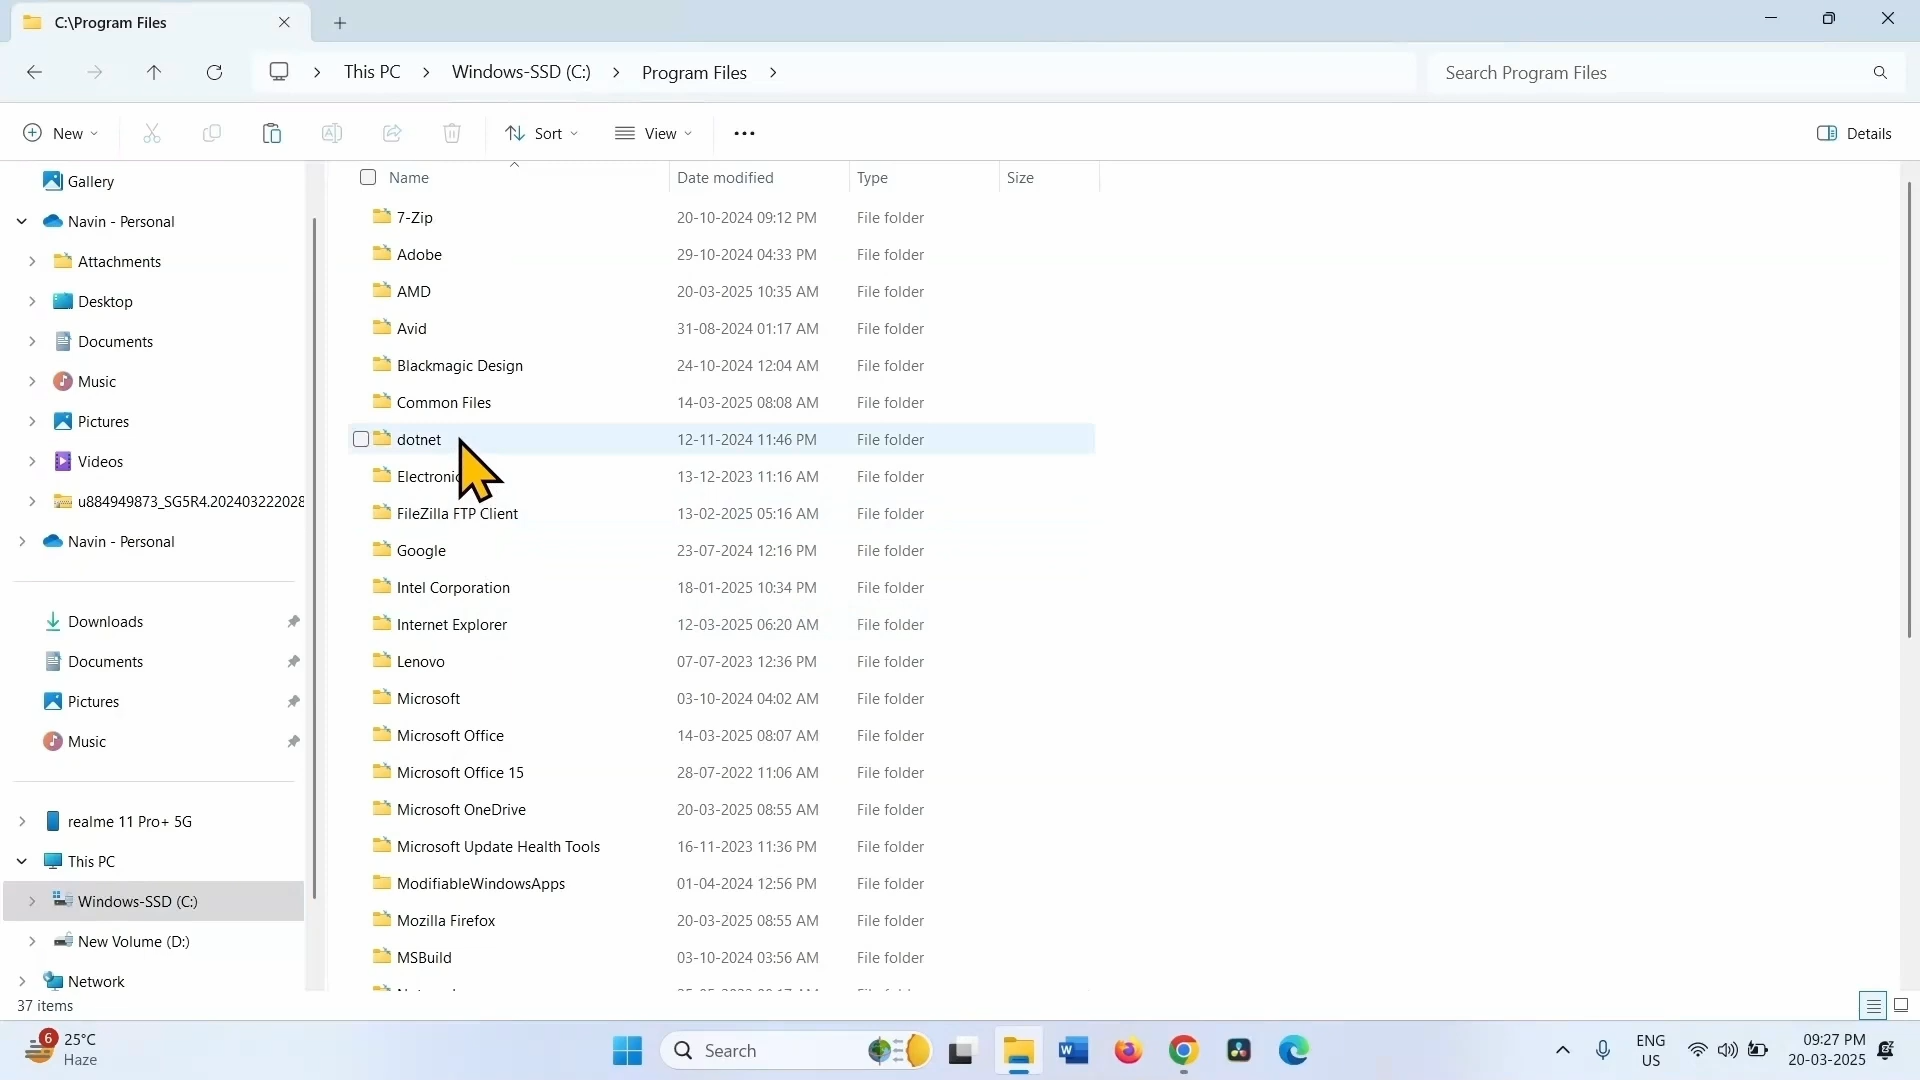 C:\Program Files
This PC
Windows-SSD (C:)
Program Files
Search Program Files
New
Sort
View
Details
Gallery
Navin - Personal
Attachments
Desktop
Documents
Music
Pictures
Videos
u884949873_SG5R4.202403222028
Navin - Personal
Downloads
Documents
Pictures
Music
realme 11 Pro+ 5G
This PC
Windows-SSD (C:)
New Volume (D:)
Network
Name Date modified Type Size
7-Zip 20-10-2024 09:12 PM File folder
Adobe 29-10-2024 04:33 PM File folder
AMD 20-03-2025 10:35 AM File folder
Avid 31-08-2024 01:17 AM File folder
Blackmagic Design 24-10-2024 12:04 AM File folder
Common Files 14-03-2025 08:08 AM File folder
dotnet 12-11-2024 11:46 PM File folder
Electronic 13-12-2023 11:16 AM File folder
FileZilla FTP Client 13-02-2025 05:16 AM File folder
Google 23-07-2024 12:16 PM File folder
Intel Corporation 18-01-2025 10:34 PM File folder
Internet Explorer 12-03-2025 06:20 AM File folder
Lenovo 07-07-2023 12:36 PM File folder
Microsoft 03-10-2024 04:02 AM File folder
Microsoft Office 14-03-2025 08:07 AM File folder
Microsoft Office 15 28-07-2022 11:06 AM File folder
Microsoft OneDrive 20-03-2025 08:55 AM File folder
Microsoft Update Health Tools 16-11-2023 11:36 PM File folder
ModifiableWindowsApps 01-04-2024 12:56 PM File folder
Mozilla Firefox 20-03-2025 08:55 AM File folder
MSBuild 03-10-2024 03:56 AM File folder
37 items
6
25°C
Haze
Search
ENG
US
09:27 PM
20-03-2025